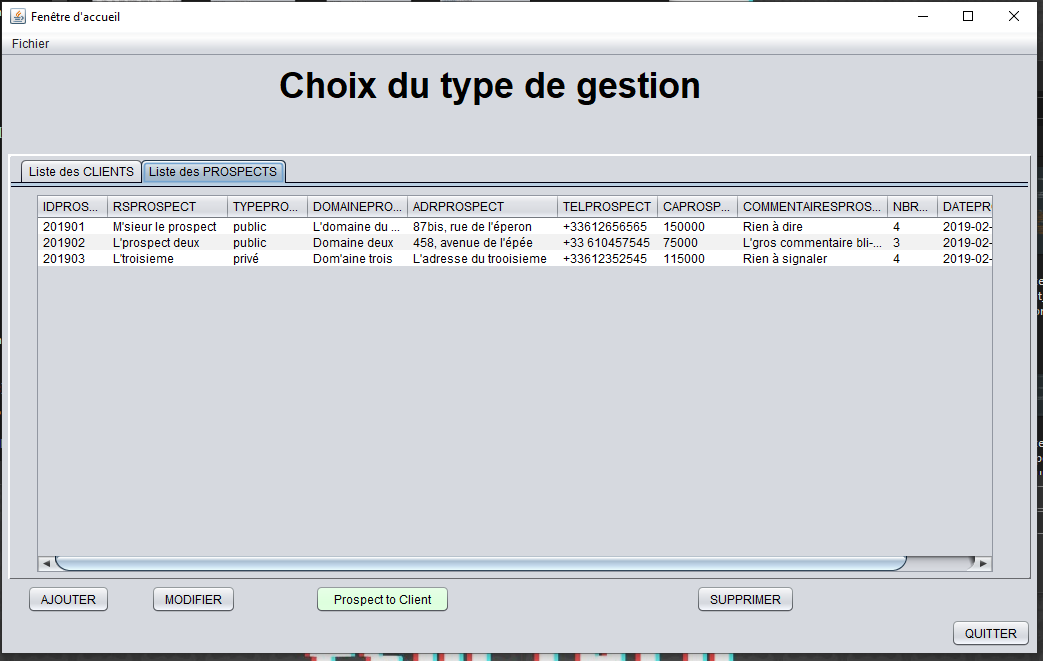 Fenêtre d'accueil
Fichier
Choix du type de gestion
Liste des CLIENTS Liste des PROSPECTS
IDPROS... RSPROSPECT TYPEPRO... DOMAINEPRO... ADRPROSPECT TELPROSPECT CAPROSP... COMMENTAIRESPROS... NBR... DATEPR
201901 M'sieur le prospect public L'domaine du ... 87bis, rue de l'éperon +33612656565 150000 Rien à dire 4 2019-02-
201902 L'prospect deux public Domaine deux 458, avenue de l'épée +33 610457545 75000 L'gros commentaire bli-... 3 2019-02-
201903 L'troisieme privé Dom'aine trois L'adresse du trooisieme +33612352545 115000 Rien à signaler 4 2019-02-
AJOUTER MODIFIER Prospect to Client SUPPRIMER
QUITTER